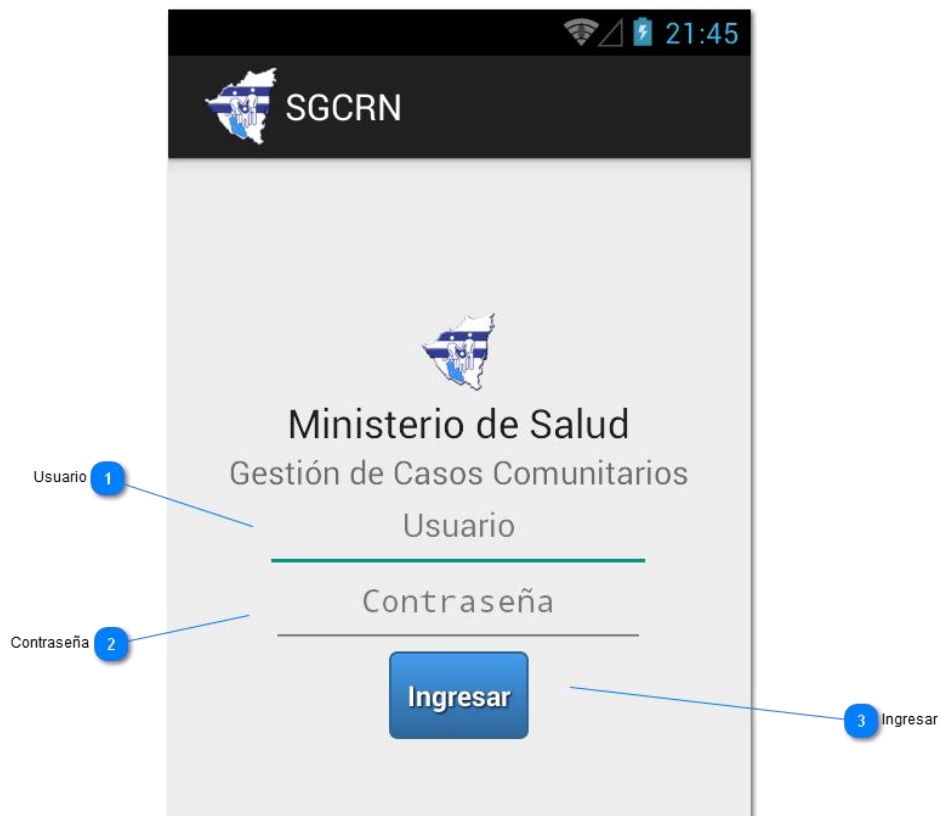 21:45
SGCRN
Ministerio de Salud
Gestión de Casos Comunitarios
Usuario 1
Usuario
Contraseña
Contraseña 2
Ingresar
3 Ingresar